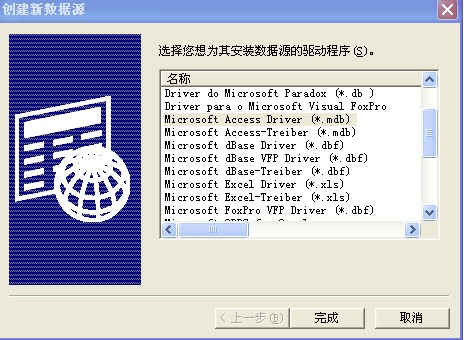 创建新数据源
选择您想为其安装数据源的驱动程序(S)。
名称
Driver do Microsoft Paradox (*.db )
Driver para o Microsoft Visual FoxPro
Microsoft Access Driver (*.mdb)
Microsoft Access-Treiber (*.mdb)
Microsoft dBase Driver (*.dbf)
Microsoft dBase VFP Driver (*.dbf)
Microsoft dBase-Treiber (*.dbf)
Microsoft Excel Driver (*.xls)
Microsoft Excel-Treiber (*.xls)
Microsoft FoxPro VFP Driver (*.dbf)
<上一步(B)
完成
取消